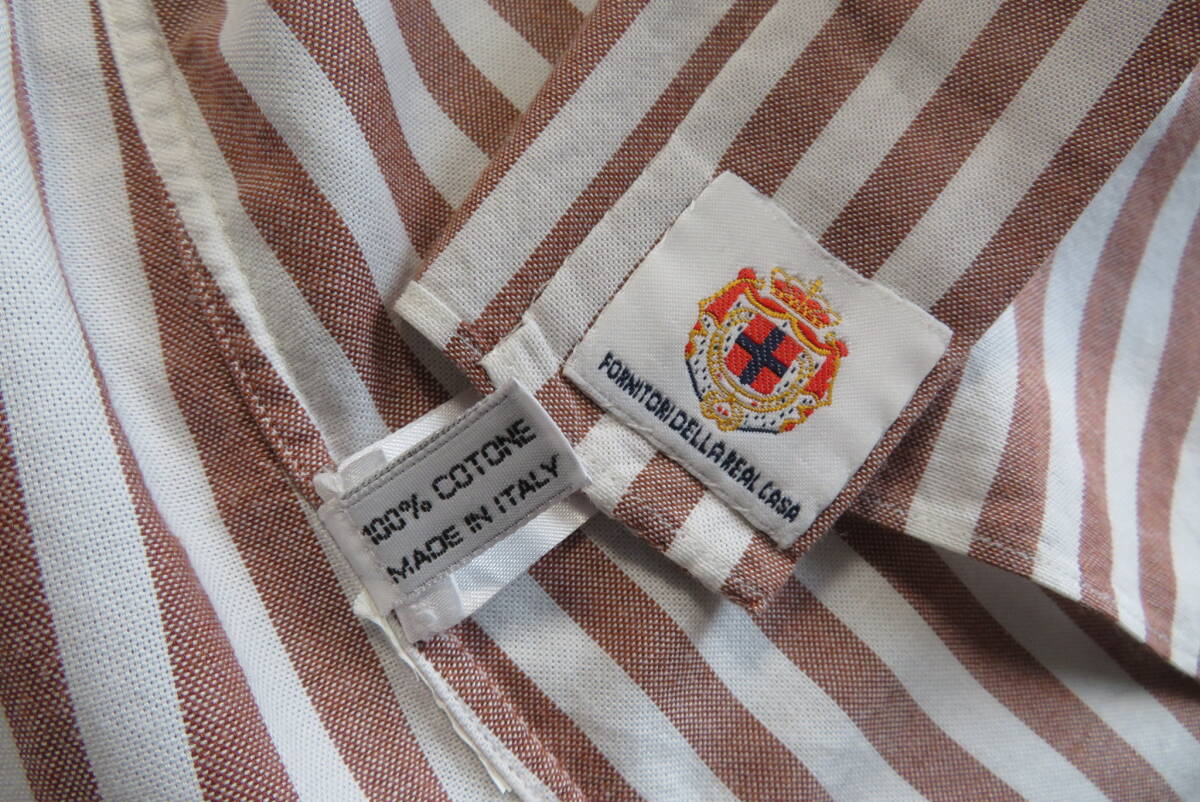 FORNITORI DELLA REAL CASA
100% COTONE
MADE IN ITALY